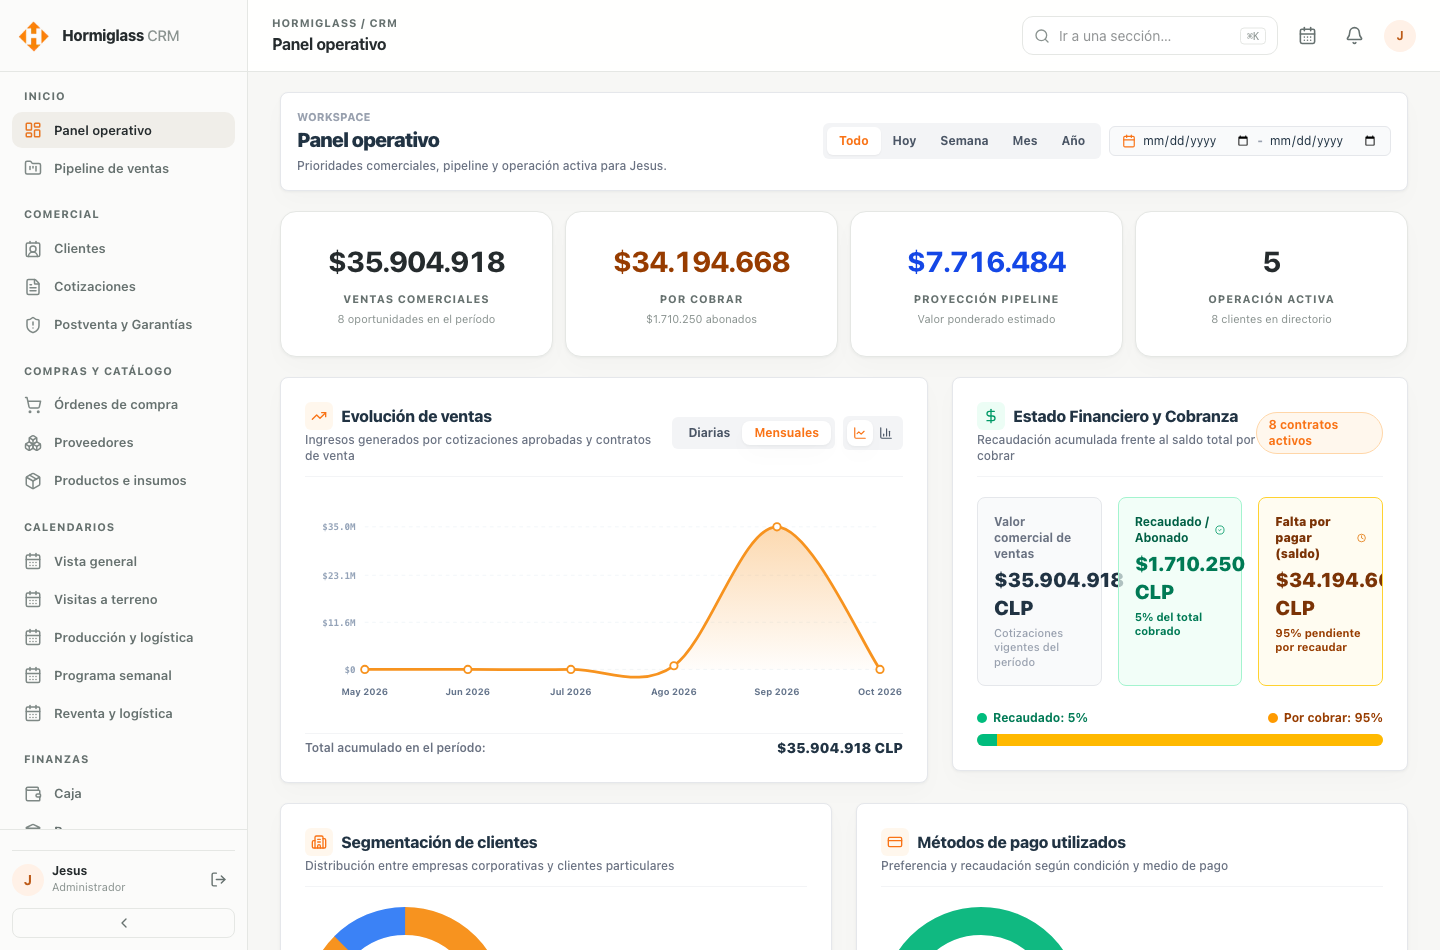 Hormiglass CRM
INICIO
Panel operativo
Pipeline de ventas
COMERCIAL
Clientes
Cotizaciones
Postventa y Garantías
COMPRAS Y CATÁLOGO
Órdenes de compra
Proveedores
Productos e insumos
CALENDARIOS
Vista general
Visitas a terreno
Producción y logística
Programa semanal
Reventa y logística
FINANZAS
Caja
J
Jesus
Administrador
HORMIGLASS / CRM
Panel operativo
Ir a una sección...
⌘K
J
WORKSPACE
Panel operativo
Prioridades comerciales, pipeline y operación activa para Jesus.
Todo Hoy Semana Mes Año
mm/dd/yyyy - mm/dd/yyyy
$35.904.918
VENTAS COMERCIALES
8 oportunidades en el período
$34.194.668
POR COBRAR
$1.710.250 abonados
$7.716.484
PROYECCIÓN PIPELINE
Valor ponderado estimado
5
OPERACIÓN ACTIVA
8 clientes en directorio
Evolución de ventas
Ingresos generados por cotizaciones aprobadas y contratos
de venta
Diarias Mensuales
$35.0M
$23.1M
$11.6M
$0
May 2026 Jun 2026 Jul 2026 Ago 2026 Sep 2026 Oct 2026
Total acumulado en el período: $35.904.918 CLP
Estado Financiero y Cobranza
Recaudación acumulada frente al saldo total por
cobrar
8 contratos
activos
Valor
comercial de
ventas
$35.904.918
CLP
Cotizaciones
vigentes del
período
Recaudado /
Abonado
$1.710.250
CLP
5% del total
cobrado
Falta por
pagar
(saldo)
$34.194.66
CLP
95% pendiente
por recaudar
Recaudado: 5%
Por cobrar: 95%
Segmentación de clientes
Distribución entre empresas corporativas y clientes particulares
Métodos de pago utilizados
Preferencia y recaudación según condición y medio de pago